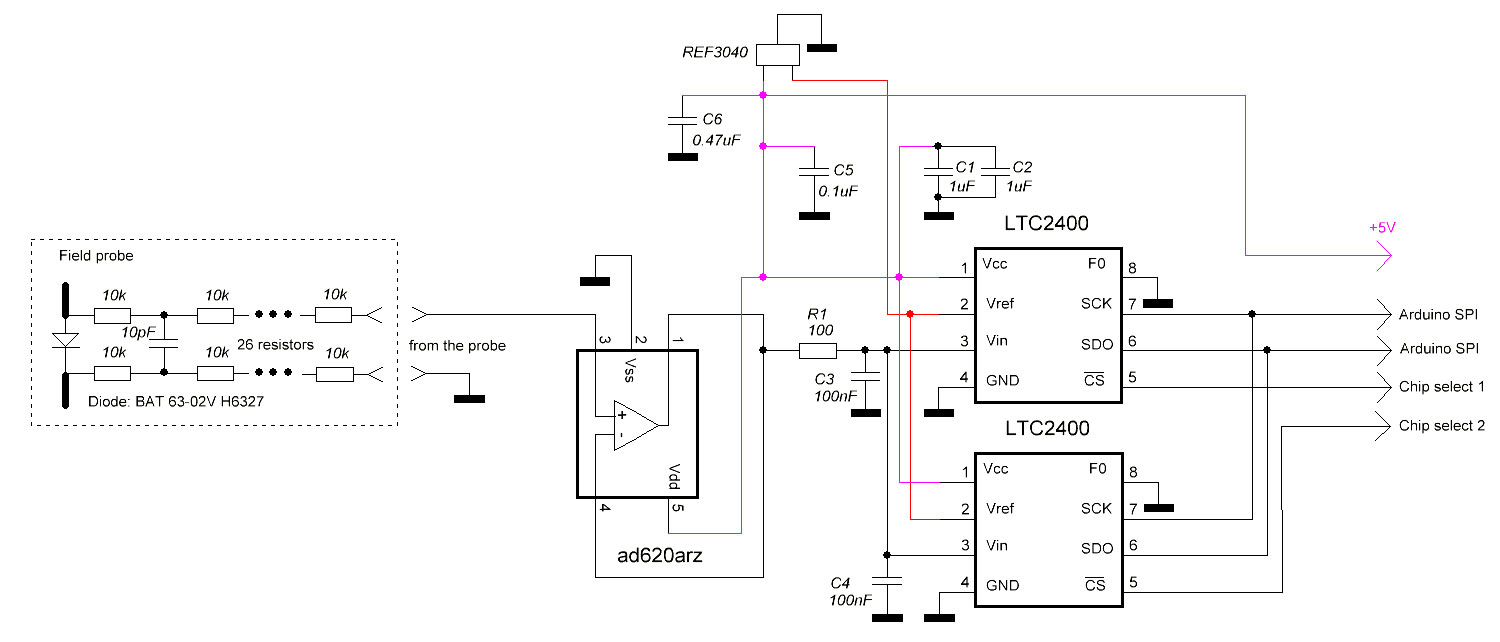 REF3040
C6
0.47uF
C5
0.1uF
C1
1uF
C2
1uF
LTC2400
+5V
Field probe
10k
10k
10k
10pF
10k
10k
10k
26 resistors
Diode: BAT 63-02V H6327
from the probe
3
2
1
Vss
+
-
Vdd
4
5
ad620arz
R1
100
C3
100nF
1
Vcc
F0
8
2
Vref
SCK
7
Arduino SPI
3
Vin
SDO
6
Arduino SPI
4
GND
CS
5
Chip select 1
LTC2400
Chip select 2
1
Vcc
F0
8
2
Vref
SCK
7
3
Vin
SDO
6
4
GND
CS
5
C4
100nF